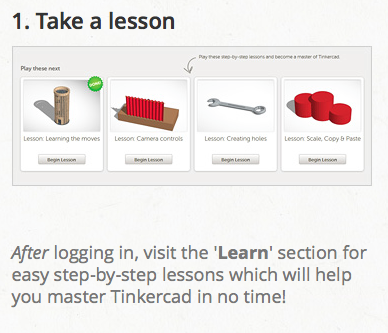 1. Take a lesson
Play these step-by-step lessons and become a master of Tinkercad.
Play these next
DONE!
Lesson: Learning the moves
Lesson: Camera controls
Lesson: Creating holes
Lesson: Scale, Copy & Paste
Begin Lesson
Begin Lesson
Begin Lesson
Begin Lesson
After logging in, visit the 'Learn' section for
easy step-by-step lessons which will help
you master Tinkercad in no time!